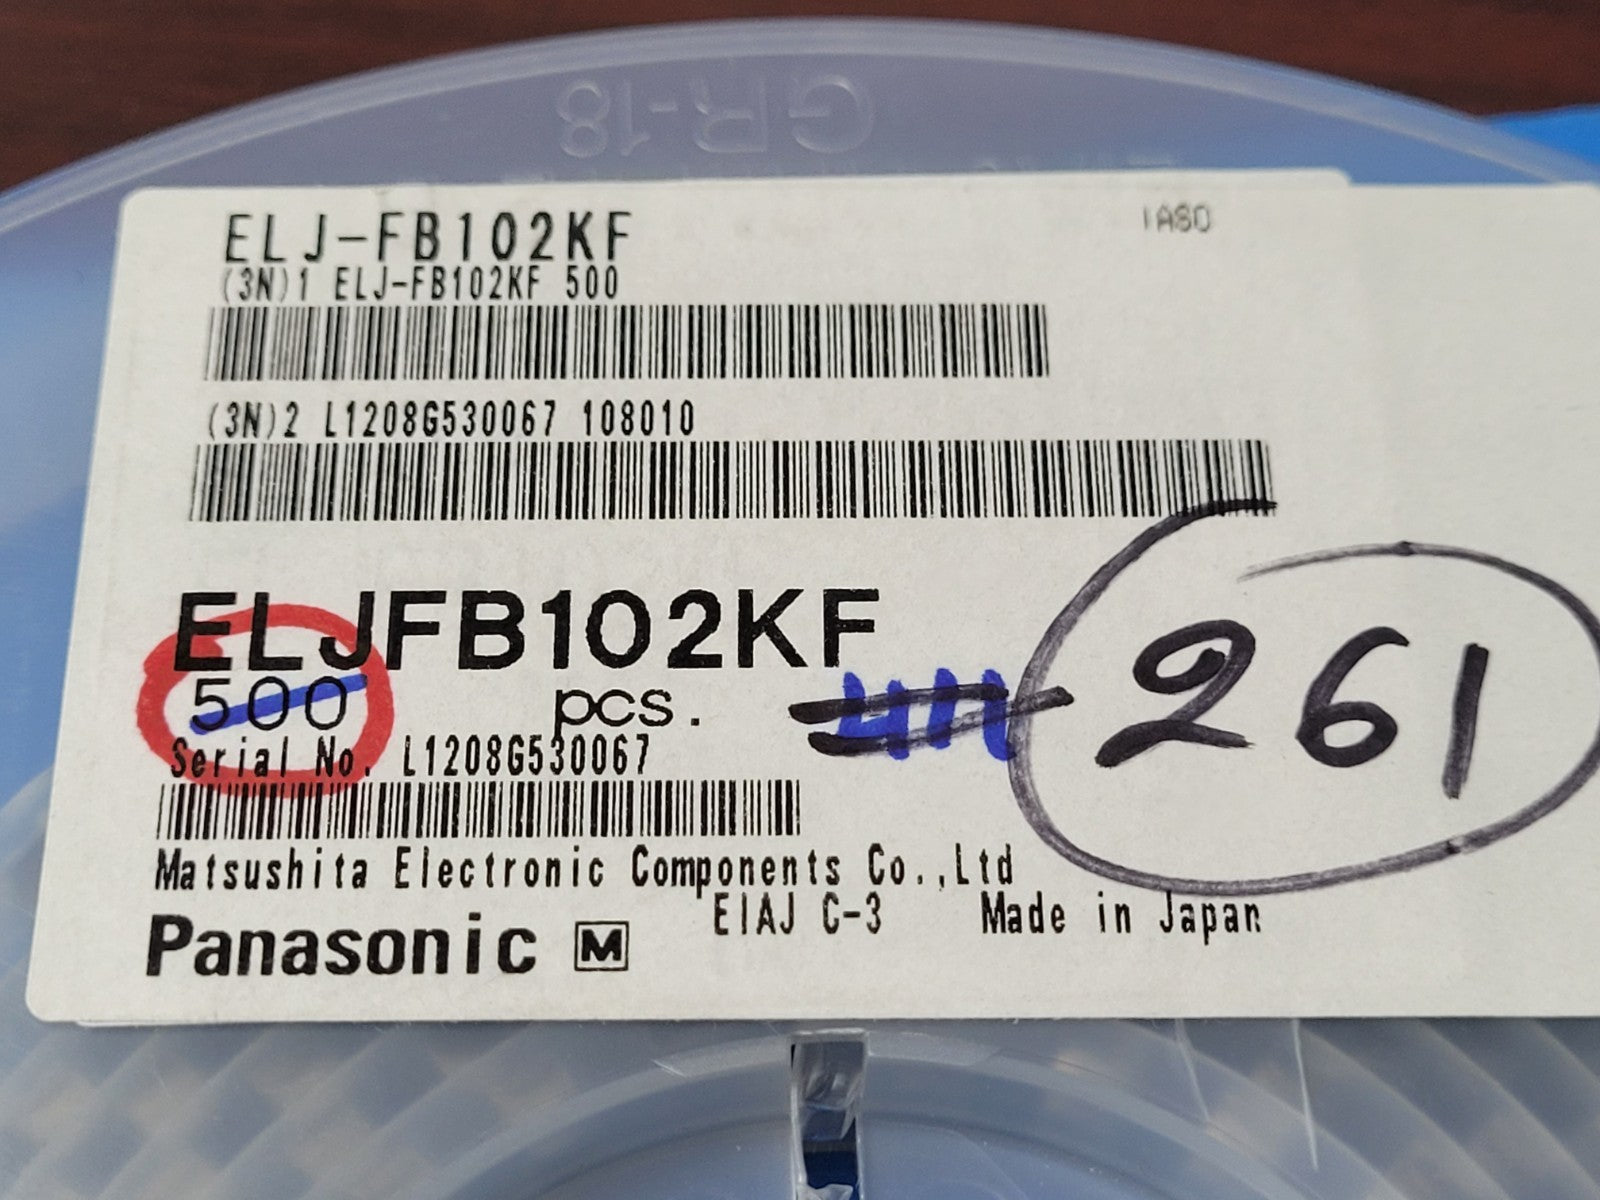 GR-18
ELJ-FB102KF
1A80
(3N)1 ELJ-FB102KF 500
(3N)2 L1208G530067 108010
ELJFB102KF
500 pcs.
261
Serial No. L1208G530067
Matsushita Electronic Components Co.,Ltd
EIAJ C-3 Made in Japan
Panasonic M